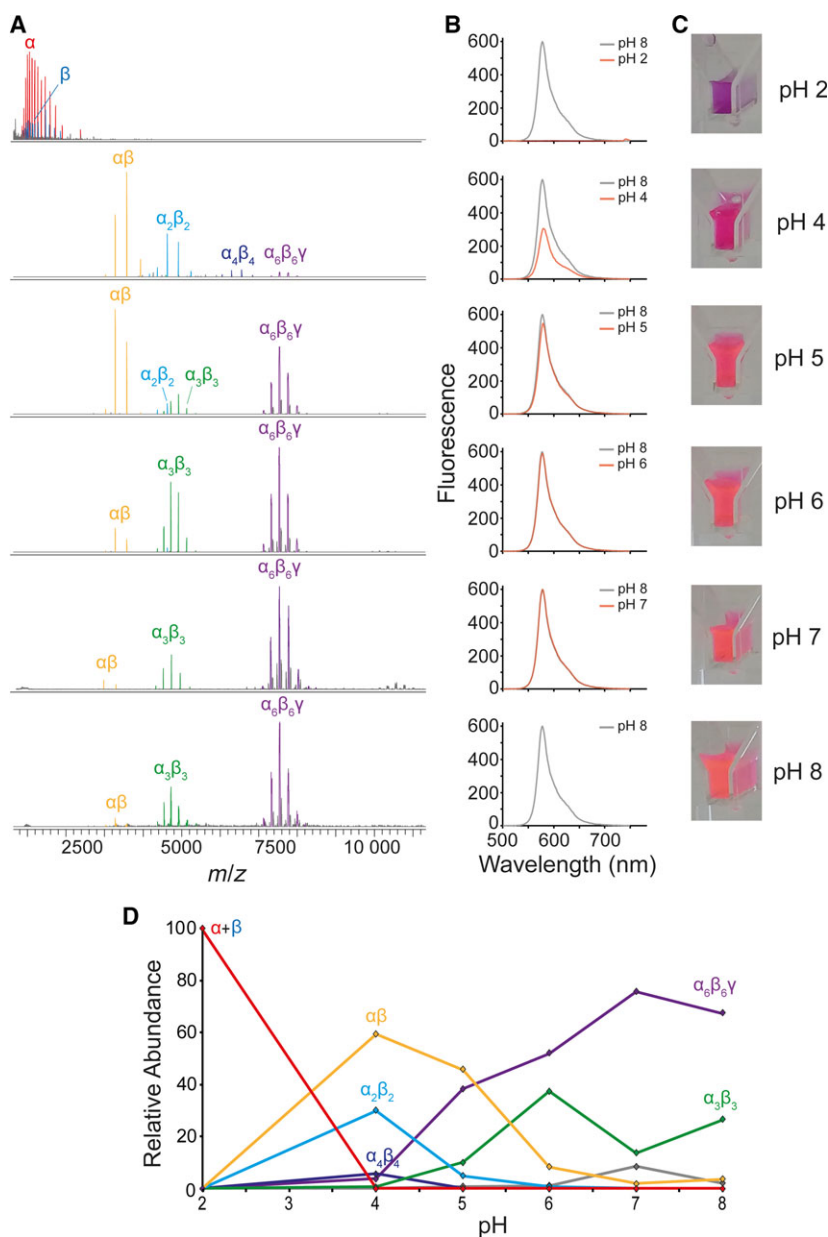 A
α
β
αβ
α₂β₂
α₄β₄
α₆β₆γ
αβ
α₂β₂
α₃β₃
α₆β₆γ
αβ
α₃β₃
α₆β₆γ
αβ
α₃β₃
α₆β₆γ
αβ
α₃β₃
α₆β₆γ
2500 5000 7500 10 000
m/z
B
600
400
200
0
pH 8
pH 2
600
400
200
0
pH 8
pH 4
600
400
200
0
pH 8
pH 5
600
400
200
0
pH 8
pH 6
600
400
200
0
pH 8
pH 7
600
400
200
0
pH 8
500 600 700
Fluorescence
Wavelength (nm)
C
pH 2
pH 4
pH 5
pH 6
pH 7
pH 8
D
100
80
60
40
20
0
Relative Abundance
α+β
αβ
α₂β₂
α₄β₄
α₆β₆γ
α₃β₃
2 3 4 5 6 7 8
pH